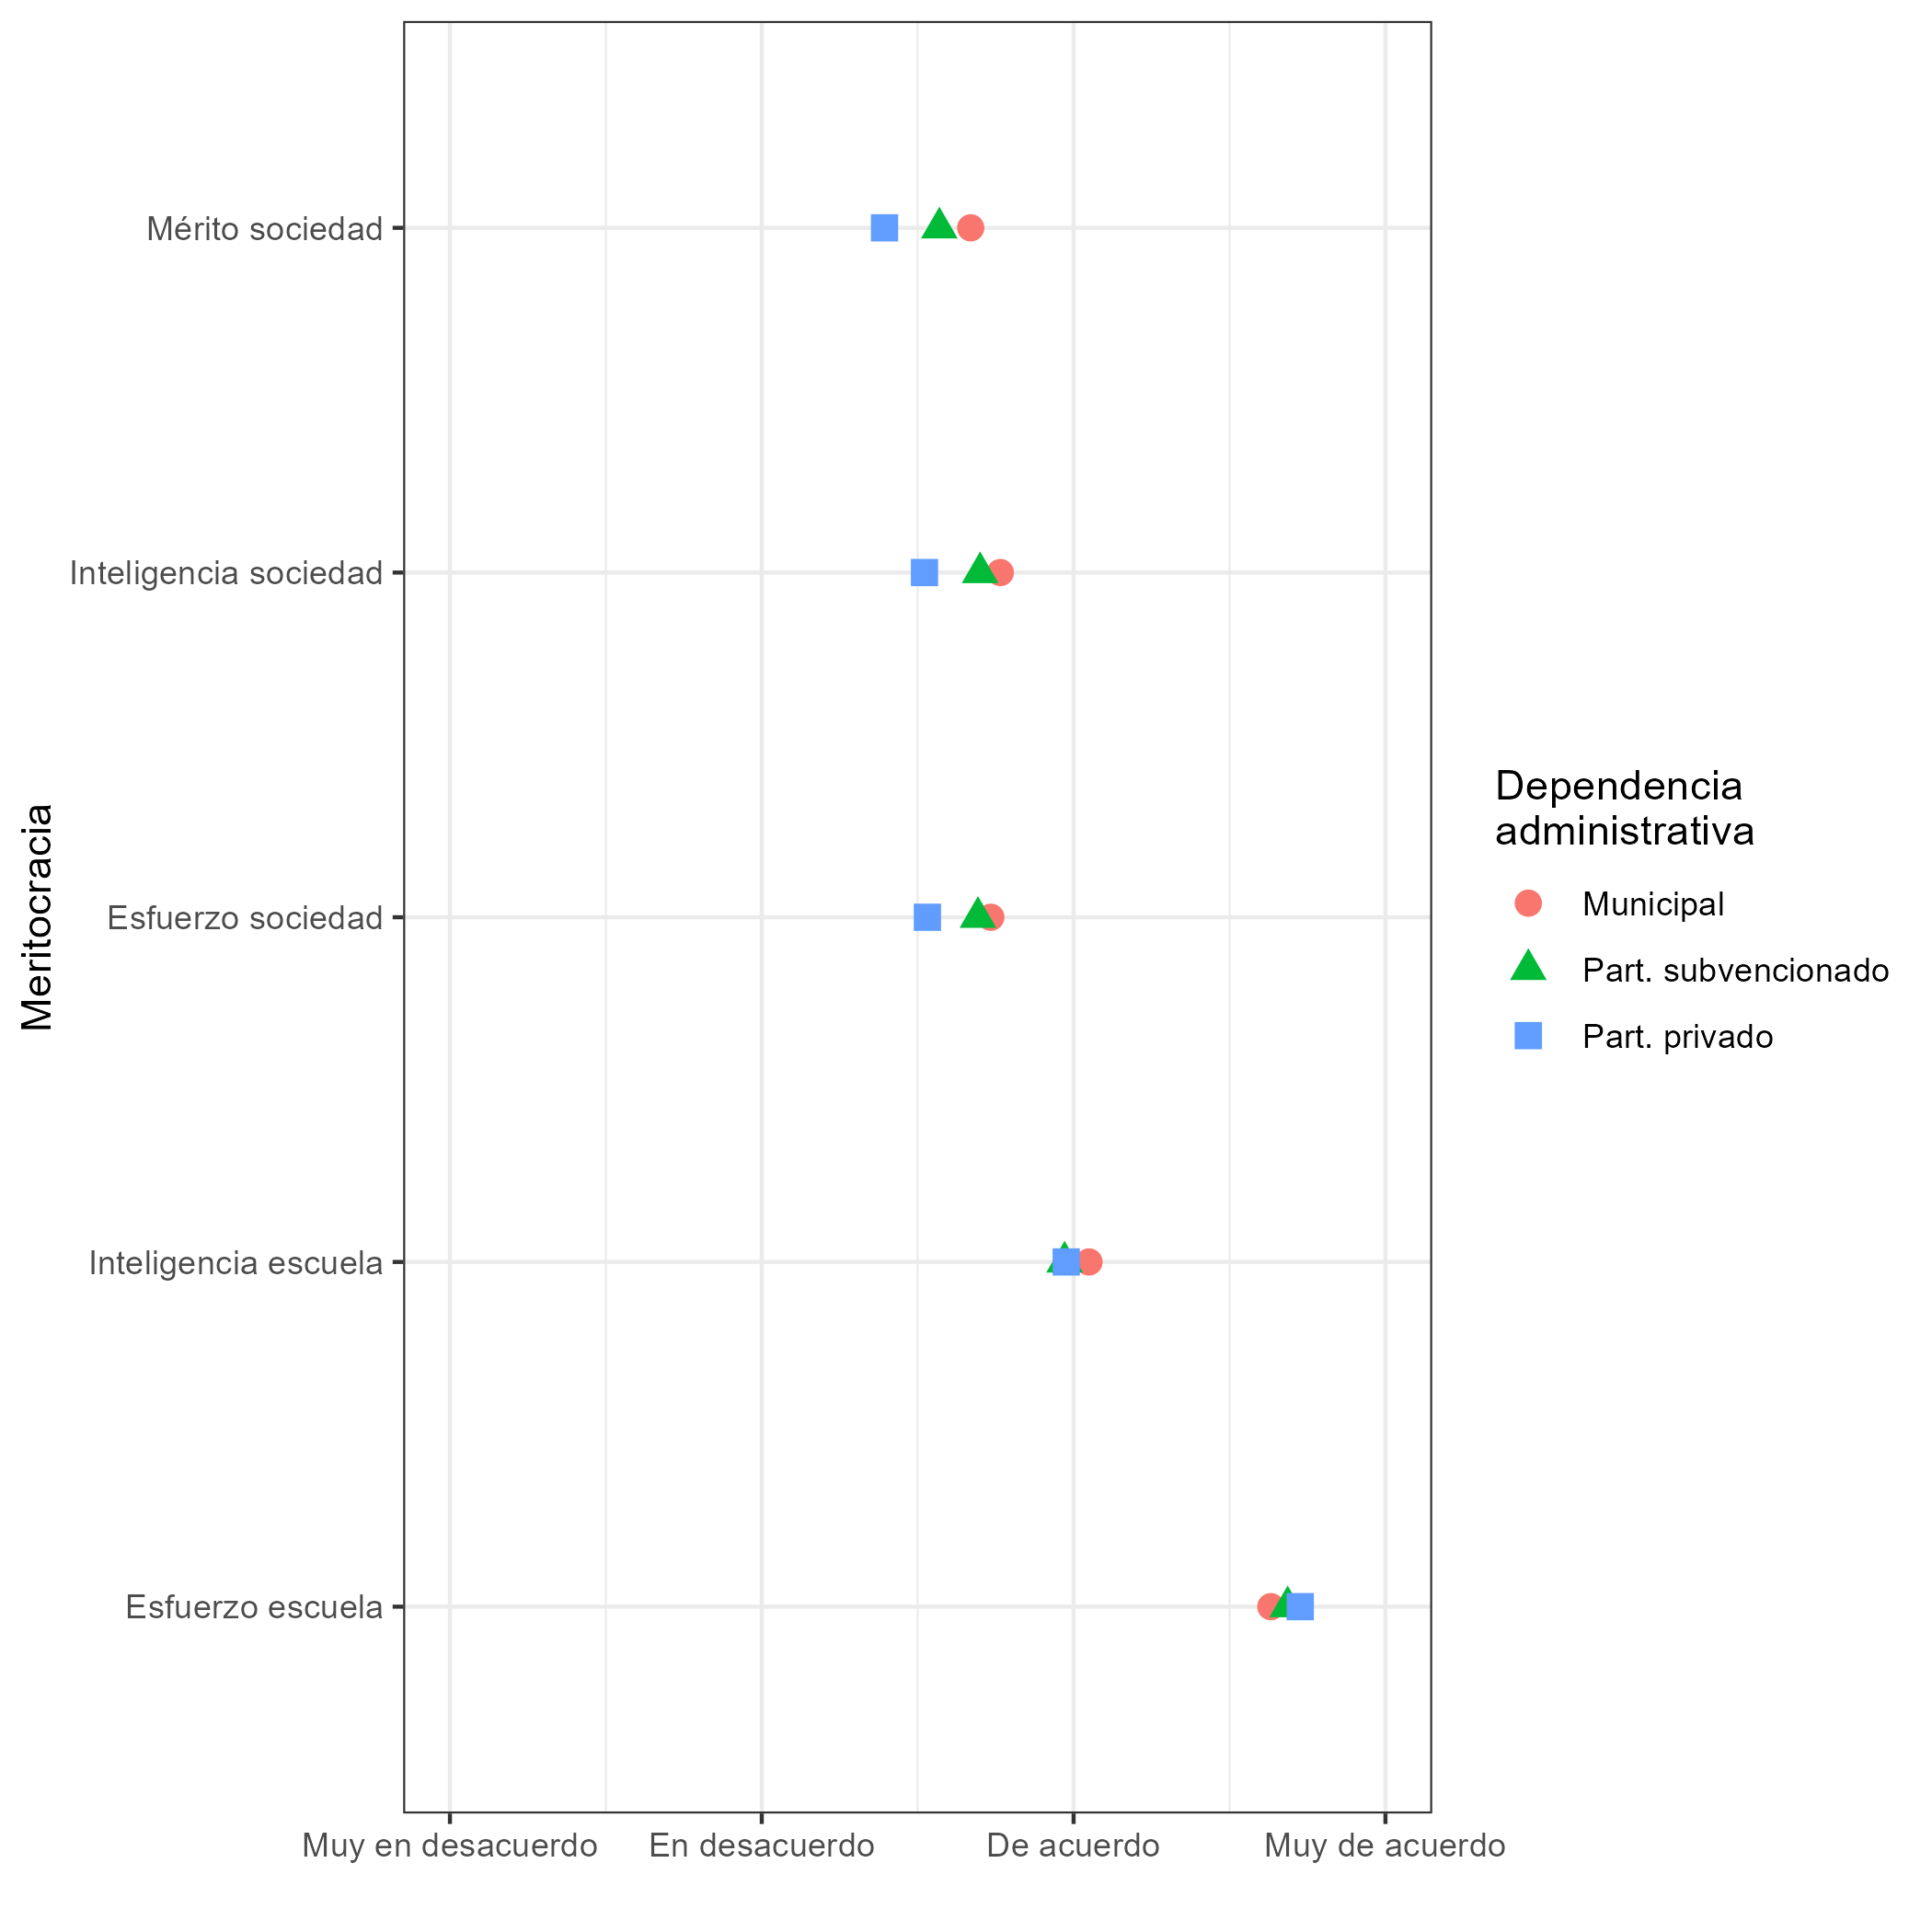 Meritocracia
Mérito sociedad
Inteligencia sociedad
Esfuerzo sociedad
Inteligencia escuela
Esfuerzo escuela
Muy en desacuerdo
En desacuerdo
De acuerdo
Muy de acuerdo
Dependencia
administrativa
Municipal
Part. subvencionado
Part. privado